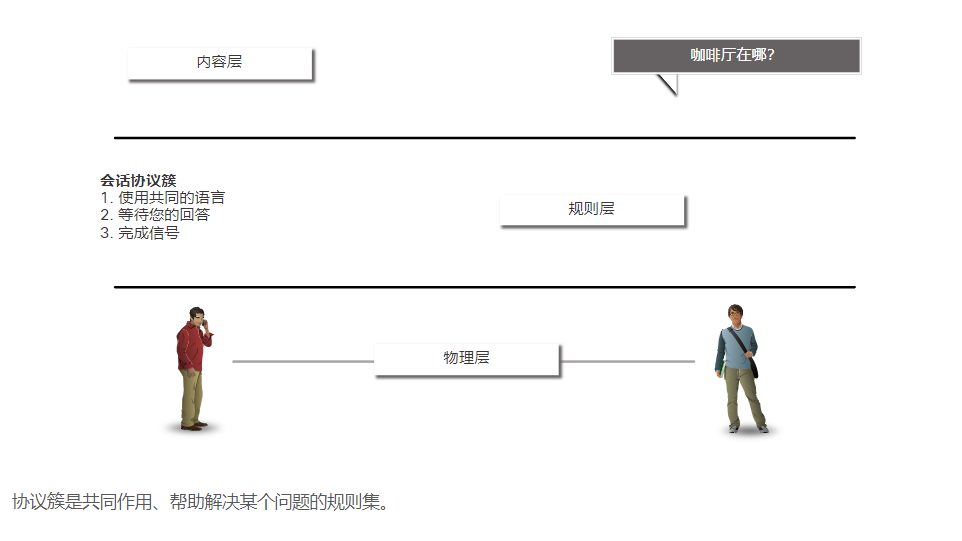 内容层
咖啡厅在哪?
会话协议簇
1. 使用共同的语言
2. 等待您的回答
3. 完成信号
规则层
物理层
协议簇是共同作用、帮助解决某个问题的规则集。